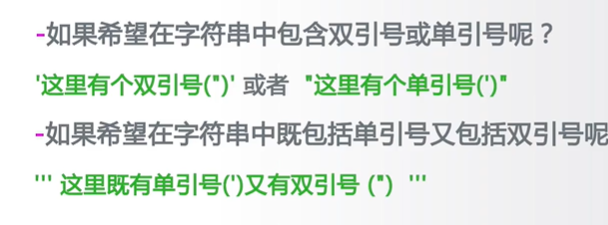 -如果希望在字符串中包含双引号或单引号呢？
'这里有个双引号(")' 或者 "这里有个单引号(')"
-如果希望在字符串中既包括单引号又包括双引号呢
''' 这里既有单引号(')又有双引号 (") '''